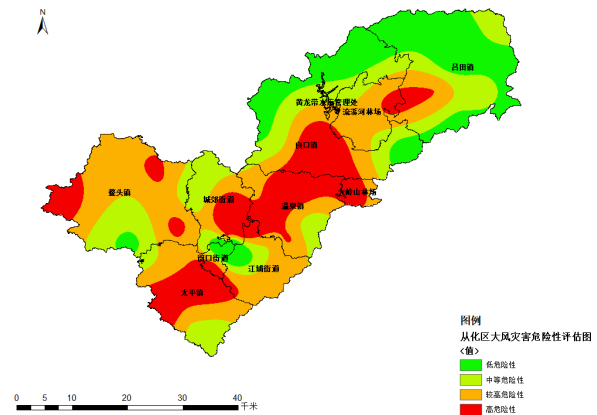 N
吕田镇
黄龙带水库管理处
流溪河林场
良口镇
鳌头镇
城郊街道
温泉镇
大岭山林场
街口街道
江埔街道
太平镇
图例
从化区大风灾害危险性评估图
<值>
低危险性
中等危险性
较高危险性
高危险性
0 5 10 20 30 40
千米